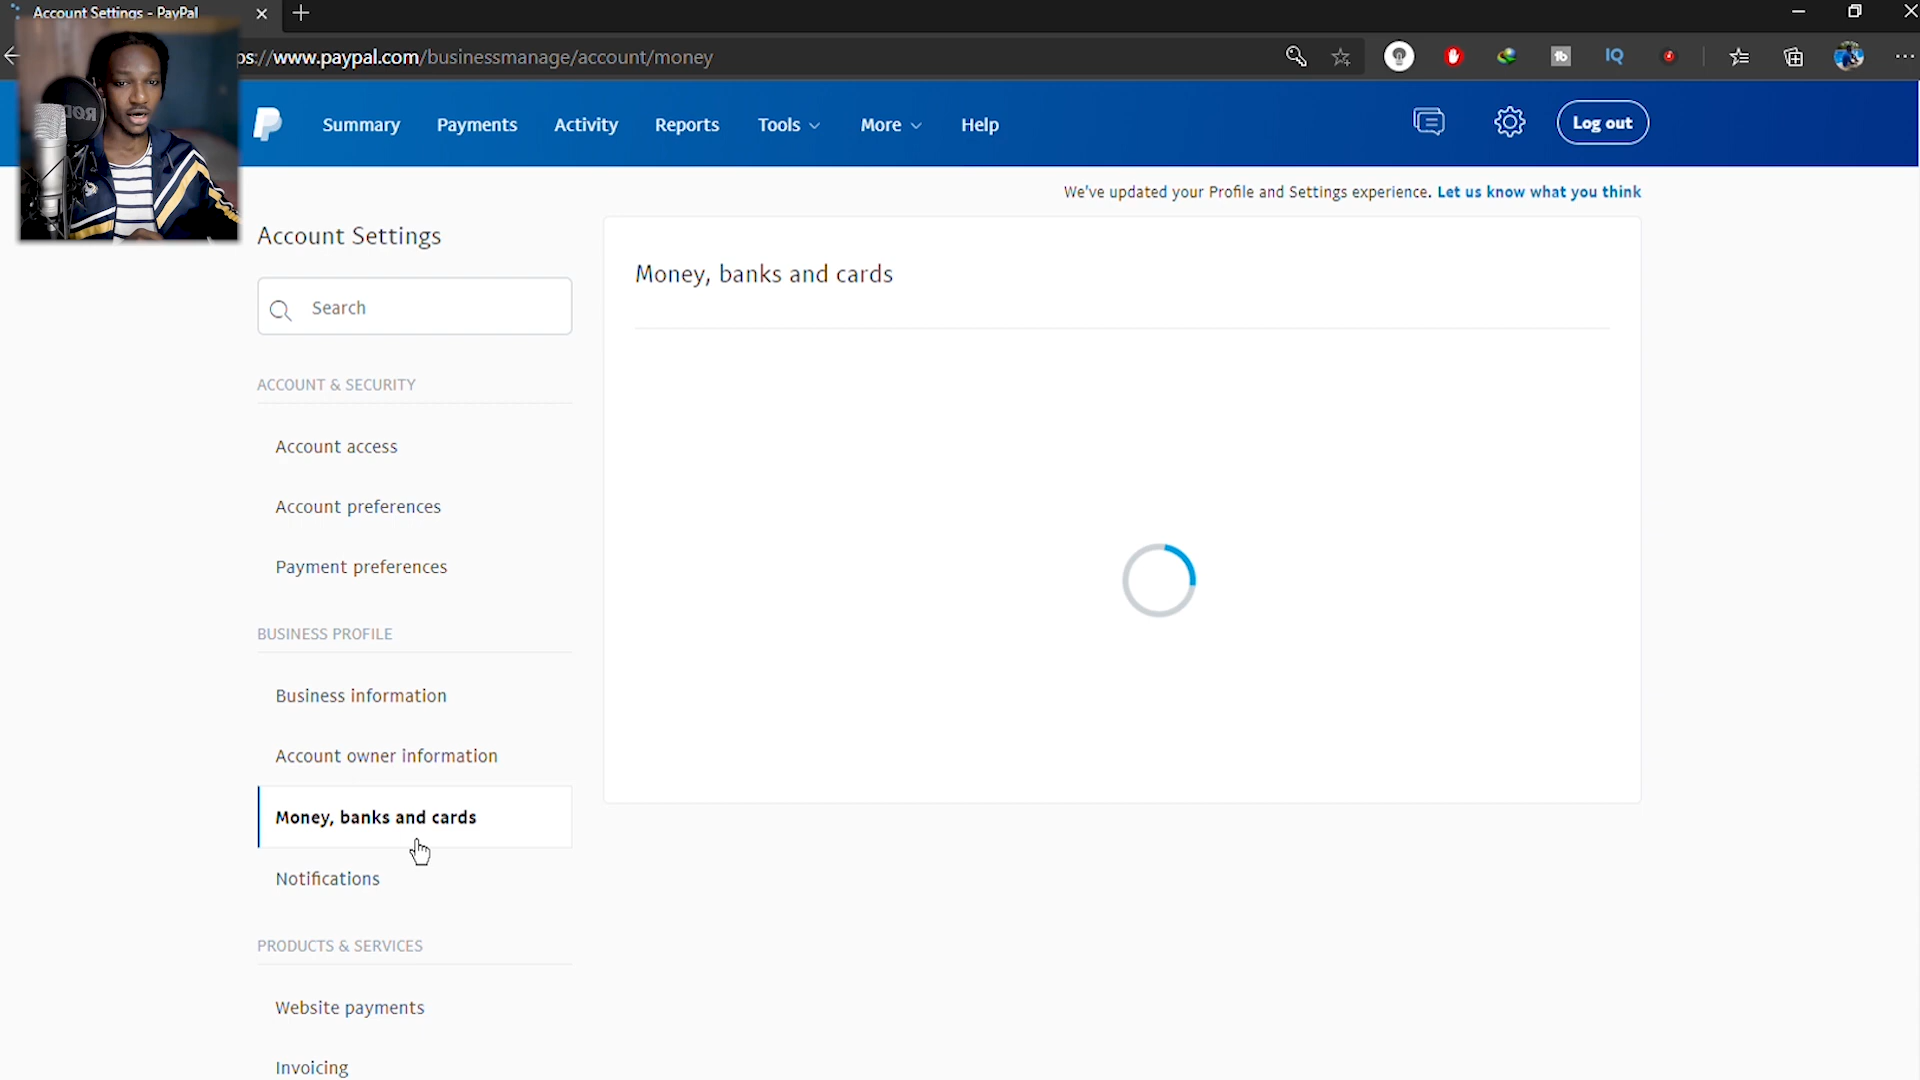 Account Settings - PayPal
ps://www.paypal.com/businessmanage/account/money
tb
IQ
RØDE
Summary
Payments
Activity
Reports
Tools
More
Help
Log out
We've updated your Profile and Settings experience. Let us know what you think
Account Settings
Search
ACCOUNT & SECURITY
Account access
Account preferences
Payment preferences
BUSINESS PROFILE
Business information
Account owner information
Money, banks and cards
Notifications
PRODUCTS & SERVICES
Website payments
Invoicing
Money, banks and cards